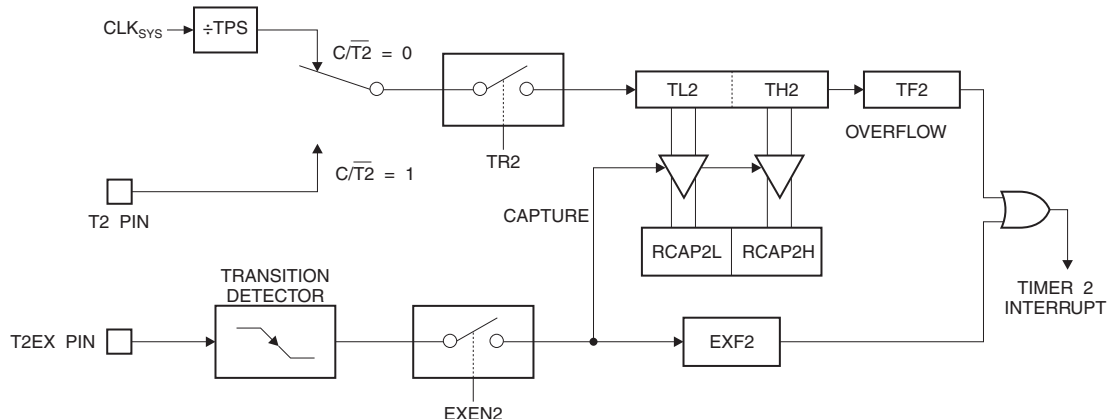 CLKSYS
÷TPS
C/T2 = 0
TL2
TH2
TF2
OVERFLOW
TR2
C/T2 = 1
T2 PIN
CAPTURE
RCAP2L
RCAP2H
TRANSITION
DETECTOR
TIMER 2
INTERRUPT
T2EX PIN
EXF2
EXEN2